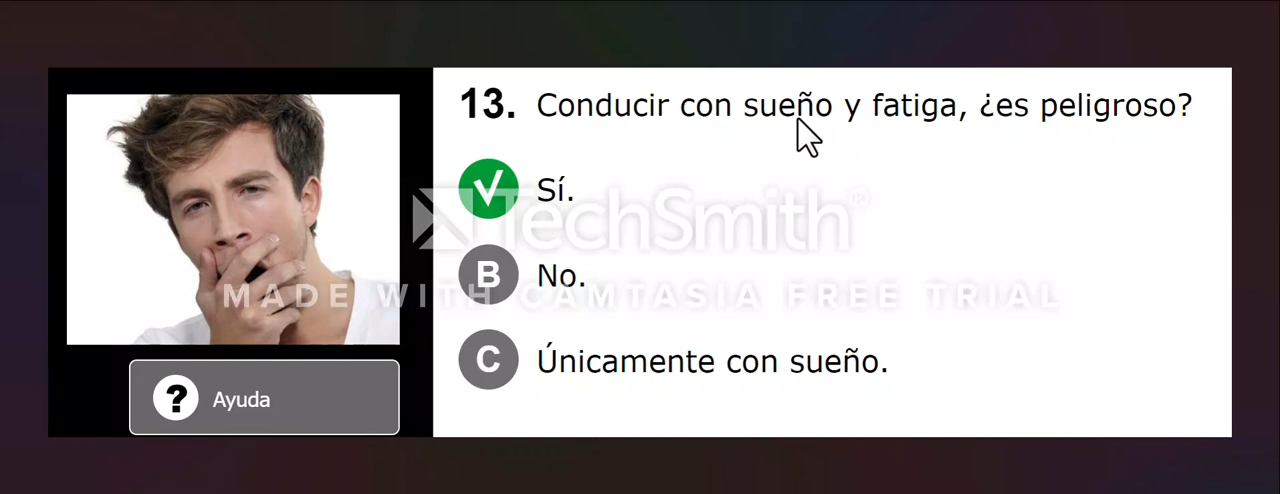 13. Conducir con sueño y fatiga, ¿es peligroso?
Sí.
TechSmith®
B No.
MADE WITH CAMTASIA FREE TRIAL
C Únicamente con sueño.
? Ayuda